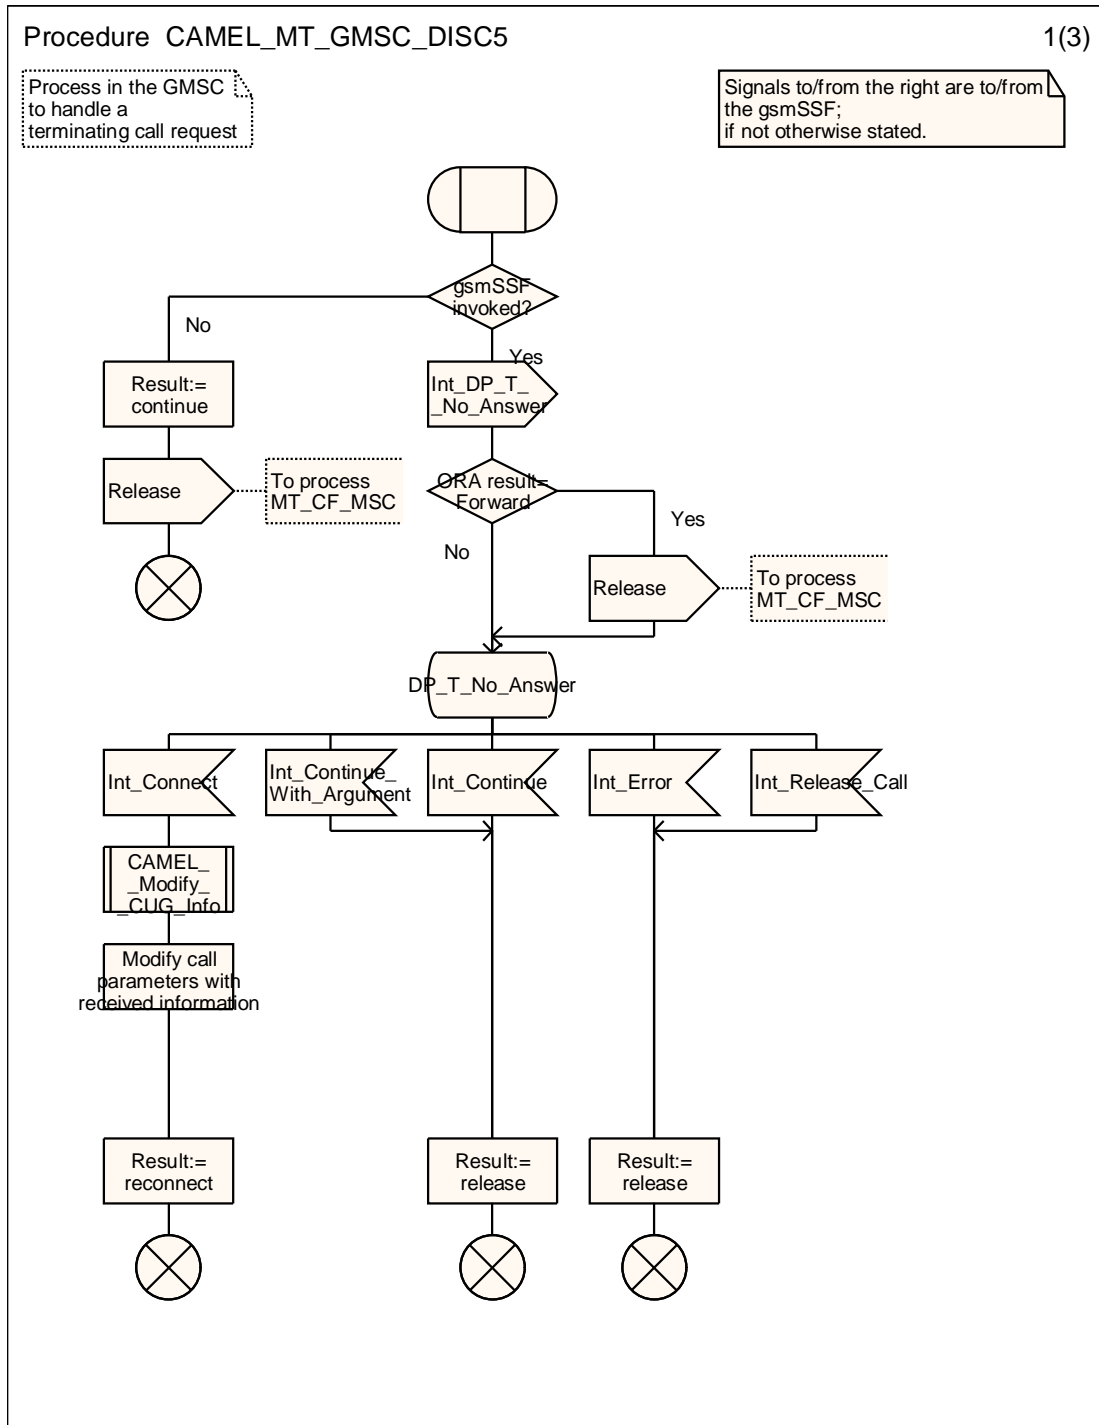 Procedure CAMEL_MT_GMSC_DISC5
1(3)
Process in the GMSC
to handle a
terminating call request
Signals to/from the right are to/from
the gsmSSF;
if not otherwise stated.
gsmSSF
invoked?
No
Yes
Result:=
continue
Int_DP_T_
_No_Answer
Release
To process
MT_CF_MSC
ORA result=
Forward
Yes
No
Release
To process
MT_CF_MSC
DP_T_No_Answer
Int_Connect
Int_Continue_
With_Argument
Int_Continue
Int_Error
Int_Release_Call
CAMEL_
_Modify_
_CUG_Info
Modify call
parameters with
received information
Result:=
reconnect
Result:=
release
Result:=
release